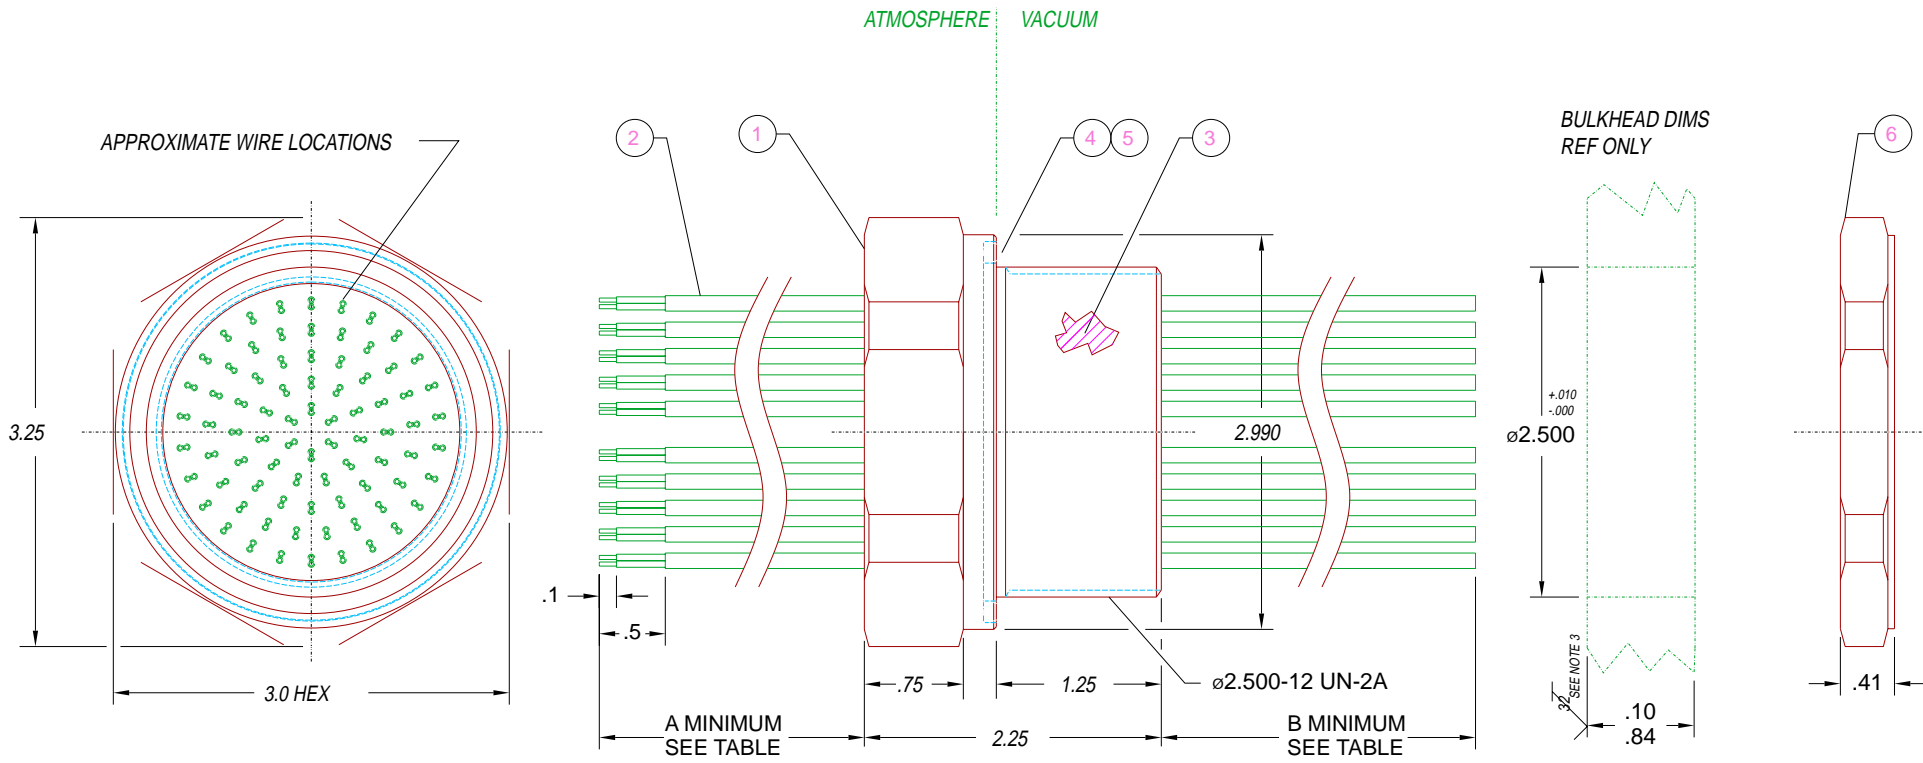 ATMOSPHERE VACUUM
APPROXIMATE WIRE LOCATIONS
2
1
4
5
3
BULKHEAD DIMS
REF ONLY
6
3.25
2.990
+.010
-.000
ø2.500
.1
.5
3.0 HEX
.75
1.25
ø2.500-12 UN-2A
32
SEE NOTE 3
.41
A MINIMUM
SEE TABLE
2.25
B MINIMUM
SEE TABLE
.10
.84